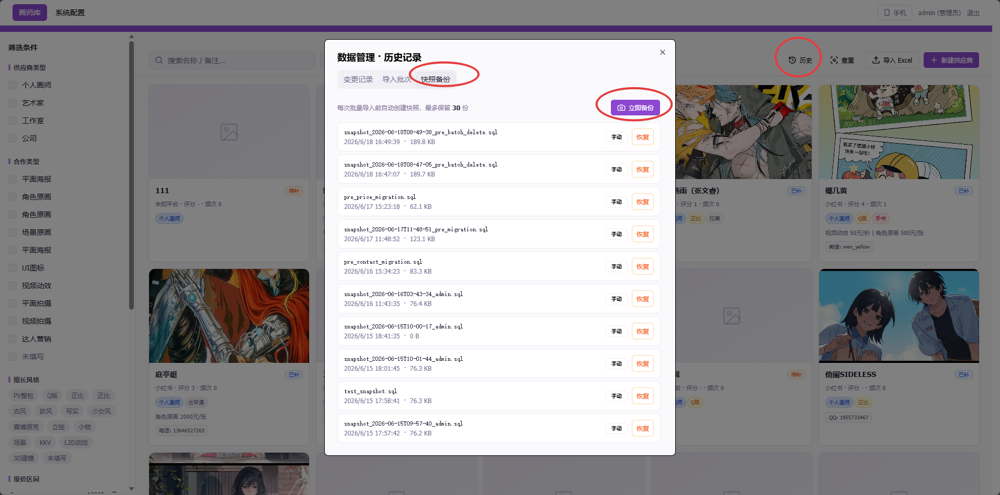 画师库
系统配置
手机
admin (管理员)
退出
筛选条件
供应商类型
个人画师
艺术家
工作室
公司
合作类型
平面海报
角色原画
角色原画
场景原画
平面海报
UI图标
视频动效
平面拍摄
视频拍摄
达人营销
未填写
擅长风格
PV整包
Q版
正比
正比
古风
欧风
写实
少女风
赛博朋克
立绘
小物
场景
KKV
L2D动效
3D建模
未填写
报价区间
搜索名称 / 备注...
历史
查重
导入 Excel
新建供应商
数据管理 · 历史记录
变更记录
导入批次
快照备份
每次批量导入前自动创建快照，最多保留 30 份
立即备份
snapshot_2026-06-18T08-49-38_pre_batch_delete.sql
2026/6/18 16:49:39 · 189.8 KB
手动
恢复
snapshot_2026-06-18T08-47-05_pre_batch_delete.sql
2026/6/18 16:47:07 · 189.7 KB
手动
恢复
pre_price_migration.sql
2026/6/17 15:23:18 · 62.1 KB
手动
恢复
snapshot_2026-06-17T11-48-51_pre_migration.sql
2026/6/17 11:48:52 · 123.1 KB
手动
恢复
pre_contact_migration.sql
2026/6/16 15:34:23 · 83.3 KB
手动
恢复
snapshot_2026-06-16T03-43-34_admin.sql
2026/6/16 11:43:35 · 76.4 KB
手动
恢复
snapshot_2026-06-15T10-00-17_admin.sql
2026/6/15 18:41:35 · 0 B
手动
恢复
snapshot_2026-06-15T10-01-44_admin.sql
2026/6/15 18:01:45 · 76.3 KB
手动
恢复
test_snapshot.sql
2026/6/15 17:58:41 · 76.3 KB
手动
恢复
snapshot_2026-06-15T09-57-40_admin.sql
2026/6/15 17:57:42 · 76.2 KB
手动
恢复
111
待补
未知平台 · 评分 - · 频次 0
个人画师
燕雨（张文睿）
已补
· 评分 1 · 频次 0
师
正比
拉黑
2027.05.01
我买了糖醋小排
快来一起吃！
椰几黄
已补
小红书 · 评分 4 · 频次 1
个人画师
Q版
手书
视频动效 50元/秒 | 角色原画 500元/张
微信: wen_yellow
庭亭蜓
已补
小红书 · 评分 3 · 频次 0
个人画师
古早漫
角色原画 2000元/张
电话: 13646527263
待补
台 · 评分 - · 频次 0
师
Q版
倚阑SIDELESS
已补
小红书 · 评分 - · 频次 0
个人画师
正比
QQ: 1955733467